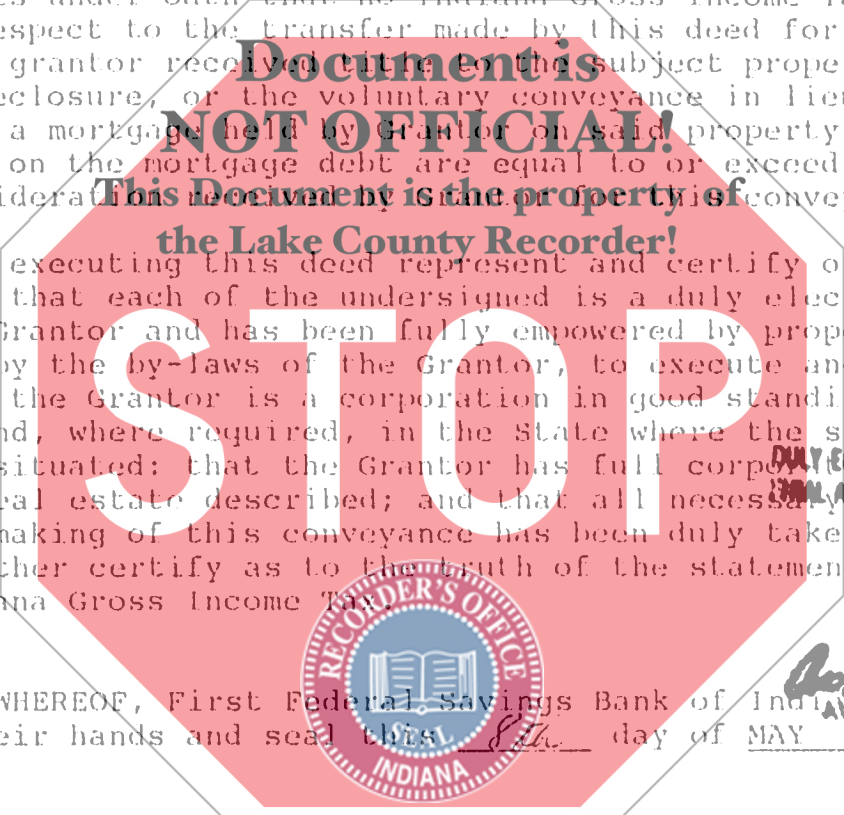 respect to the transfer made by this deed for
Document is
grantor received title to the subject prope
eclosure, or the voluntary conveyance in lieu
NOT OFFICIAL!
a mortgage held by Grantor on said property
on the mortgage debt are equal to or exceed
This Document is the property of
ideration received by Grantor for this conve
the Lake County Recorder!
executing this deed represent and certify o
that each of the undersigned is a duly elec
Grantor and has been fully empowered by prop
by the by-laws of the Grantor, to execute an
STOP
the Grantor is a corporation in good standi
nd, where required, in the State where the s
situated: that the Grantor has full corpo
DULY E
eal estate described; and that all necessary
making of this conveyance has been duly take
ther certify as to the truth of the statemen
ana Gross Income Tax.
RECORDER'S OFFICE
WHEREOF, First Federal Savings Bank of Indi
eir hands and seal this 8th day of MAY
SEAL
INDIANA